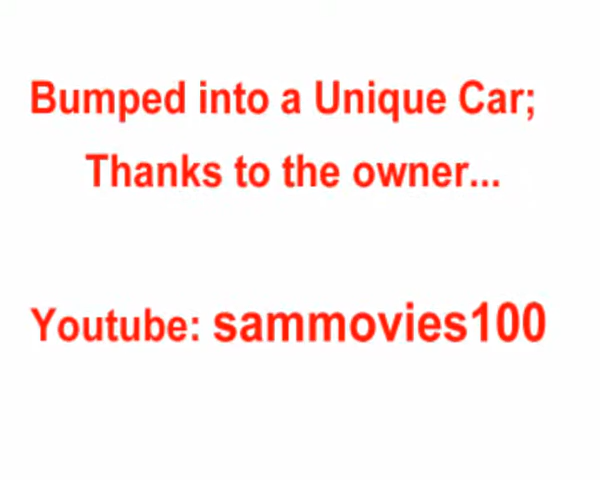 Bumped into a Unique Car;
Thanks to the owner...
Youtube: sammovies100